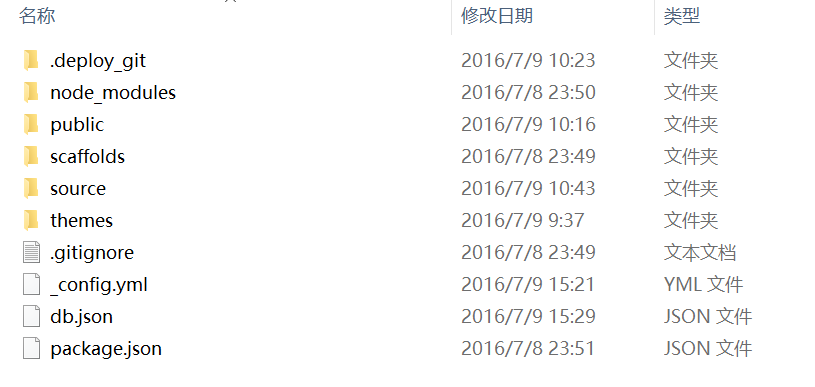 名称 修改日期 类型
.deploy_git 2016/7/9 10:23 文件夹
node_modules 2016/7/8 23:50 文件夹
public 2016/7/9 10:16 文件夹
scaffolds 2016/7/8 23:49 文件夹
source 2016/7/9 10:43 文件夹
themes 2016/7/9 9:37 文件夹
.gitignore 2016/7/8 23:49 文本文档
_config.yml 2016/7/9 15:21 YML 文件
db.json 2016/7/9 15:29 JSON 文件
package.json 2016/7/8 23:51 JSON 文件